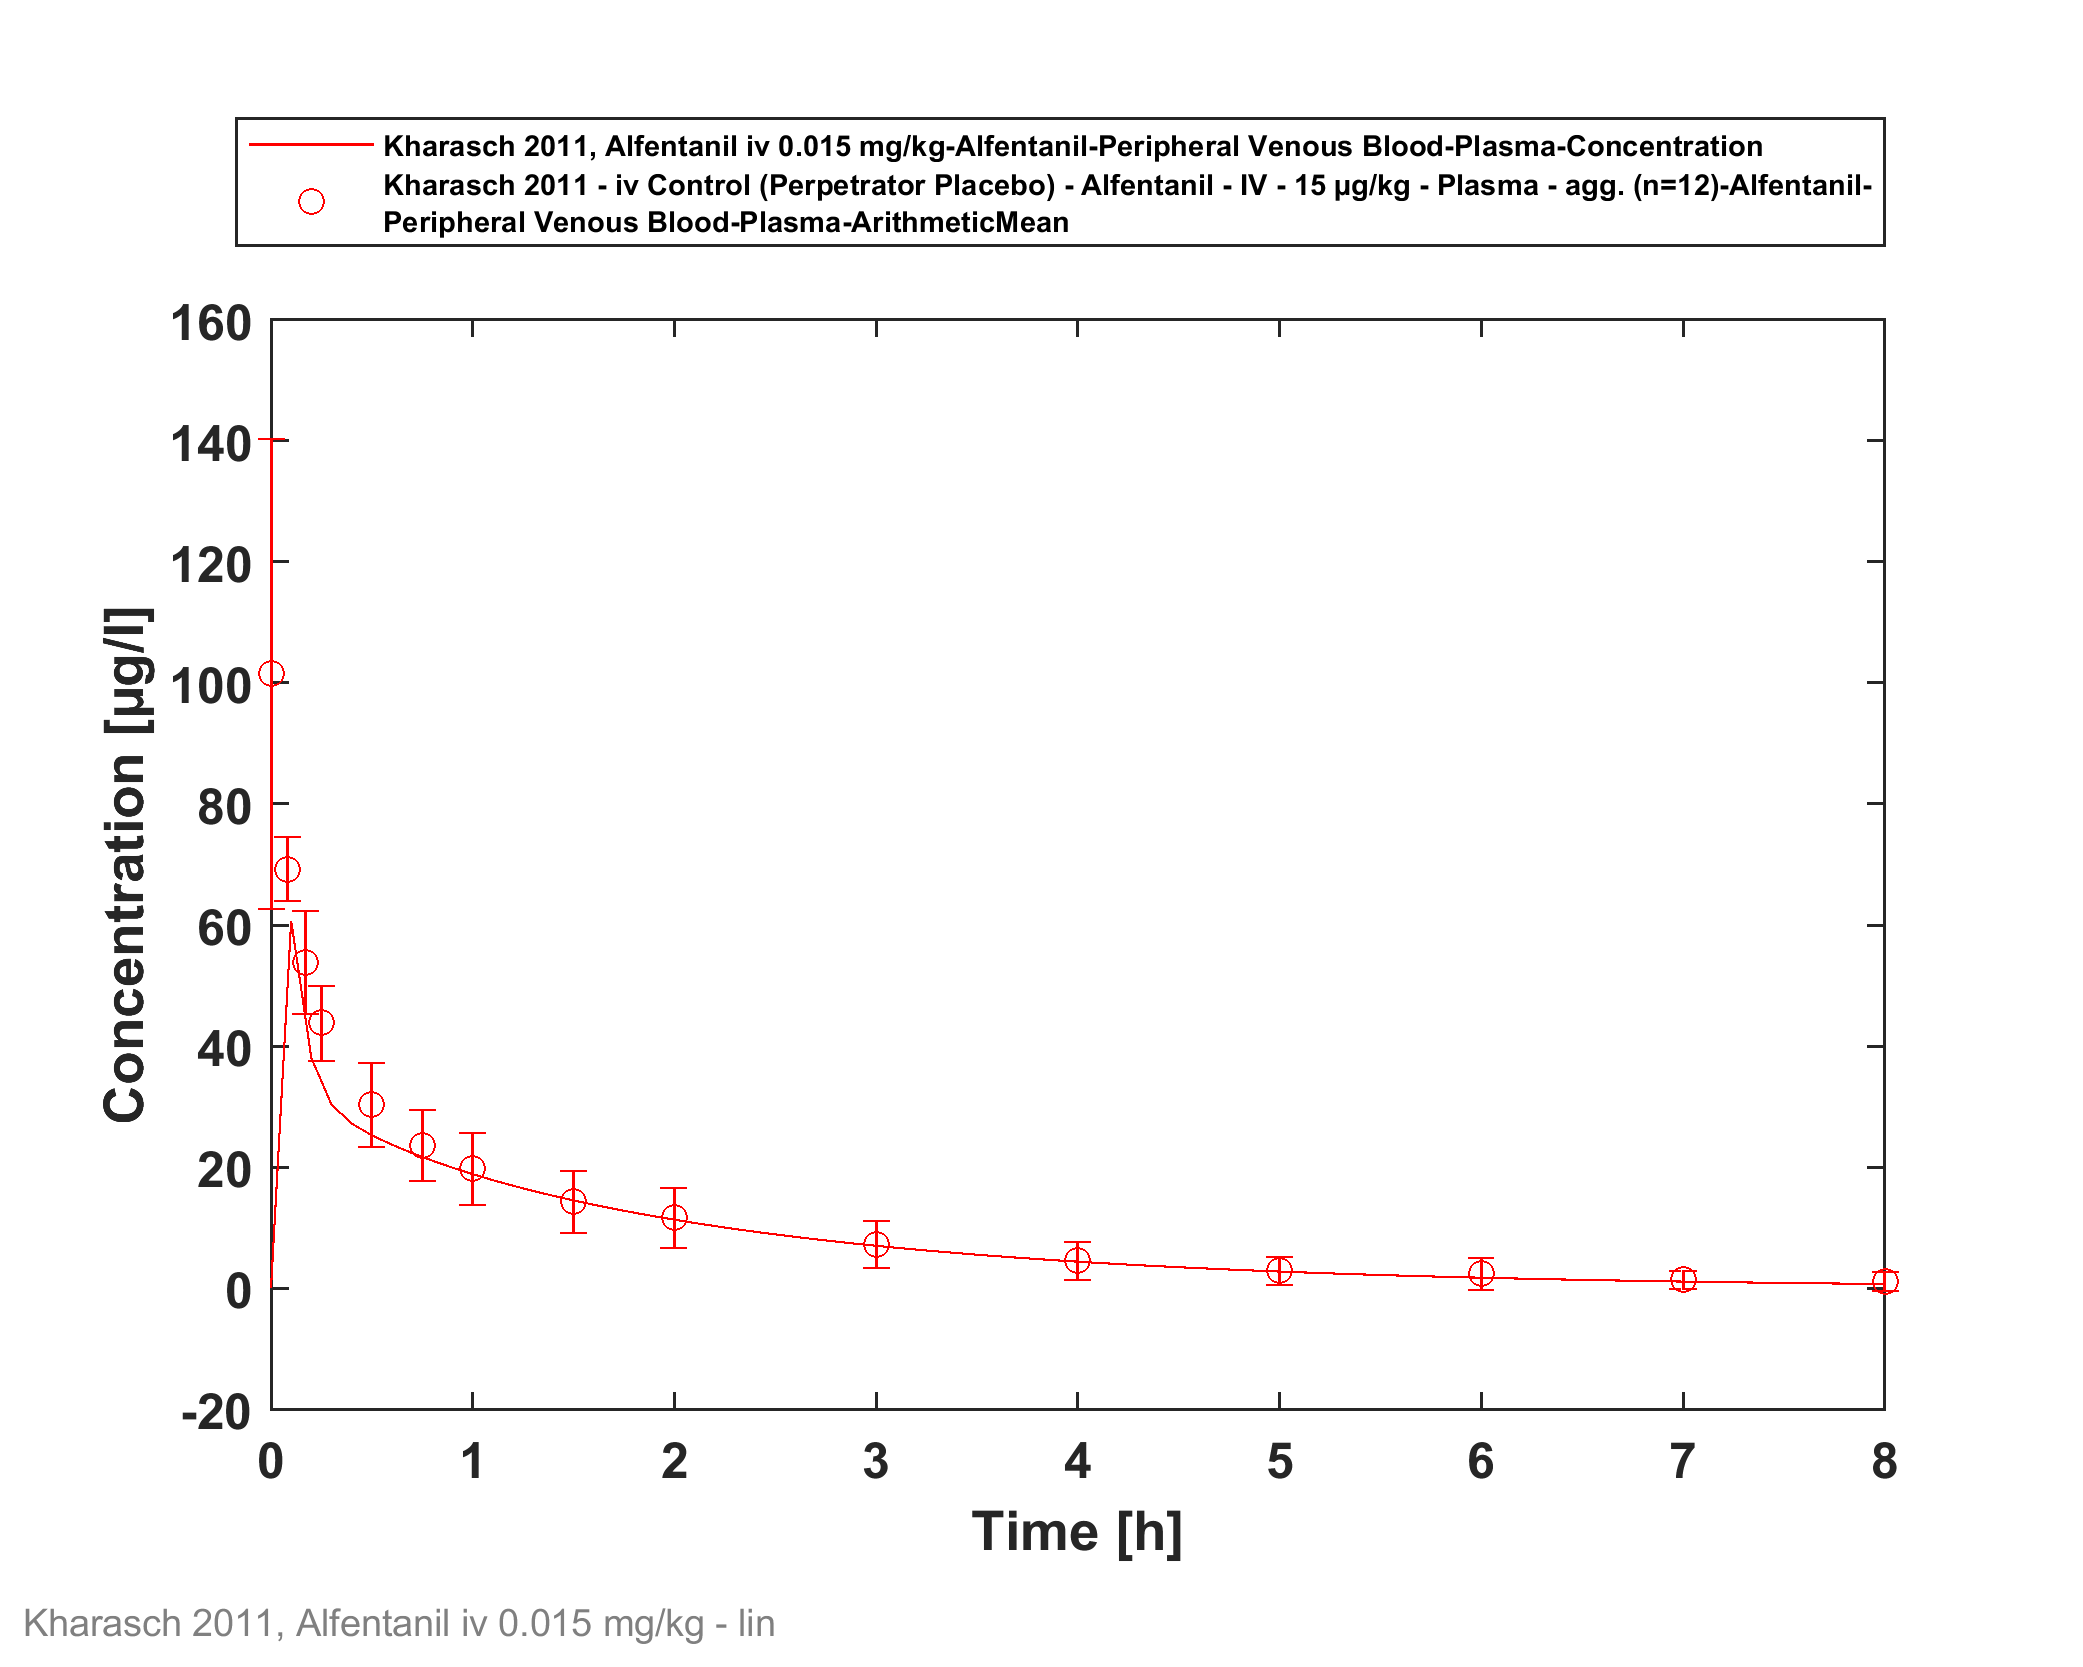 Kharasch 2011, Alfentanil iv 0.015 mg/kg-Alfentanil-Peripheral Venous Blood-Plasma-Concentration
Kharasch 2011 - iv Control (Perpetrator Placebo) - Alfentanil - IV - 15 µg/kg - Plasma - agg. (n=12)-Alfentanil-
Peripheral Venous Blood-Plasma-ArithmeticMean
160
140
120
100
80
60
40
20
0
-20
Concentration [µg/l]
0 1 2 3 4 5 6 7 8
Time [h]
Kharasch 2011, Alfentanil iv 0.015 mg/kg - lin